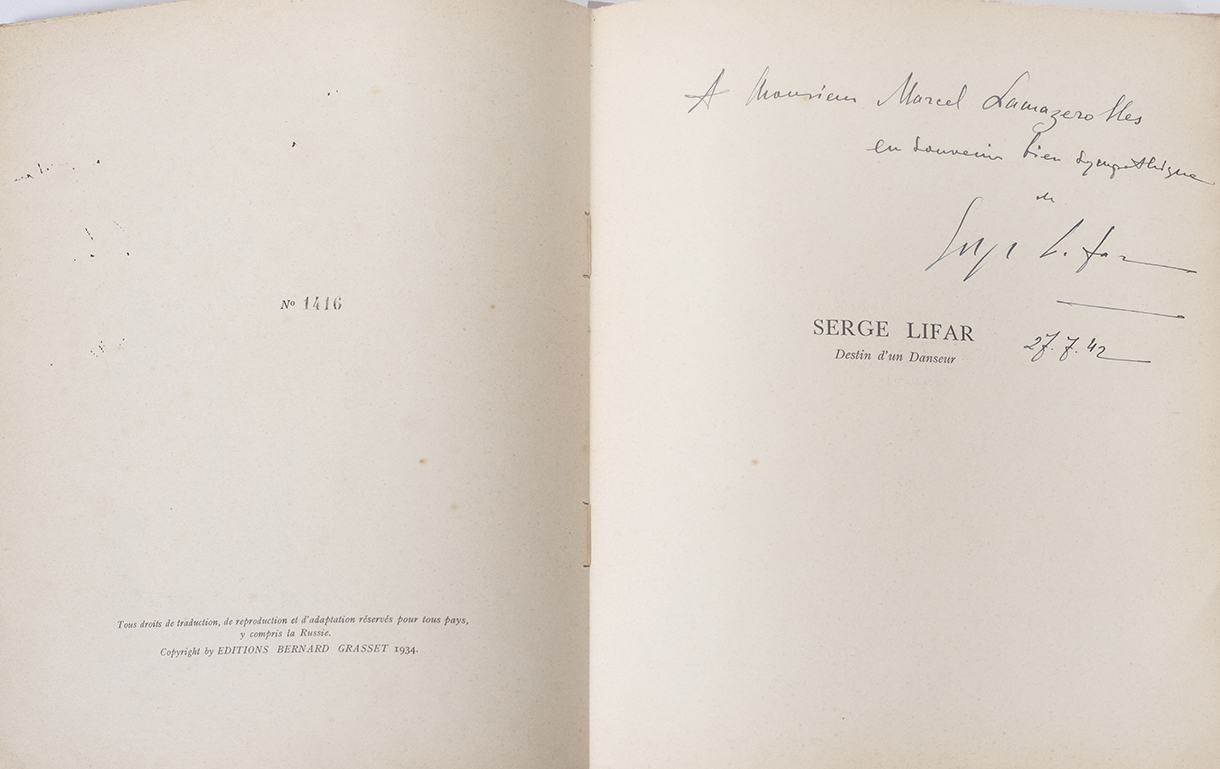 Nº 1416
Tous droits de traduction, de reproduction et d'adaptation réservés pour tous pays,
y compris la Russie.
Copyright by EDITIONS BERNARD GRASSET 1934.
A Monsieur Marcel Lamazerolles
en souvenir bien sympathique
de
Serge Lifar
SERGE LIFAR
Destin d'un Danseur
27.7.42